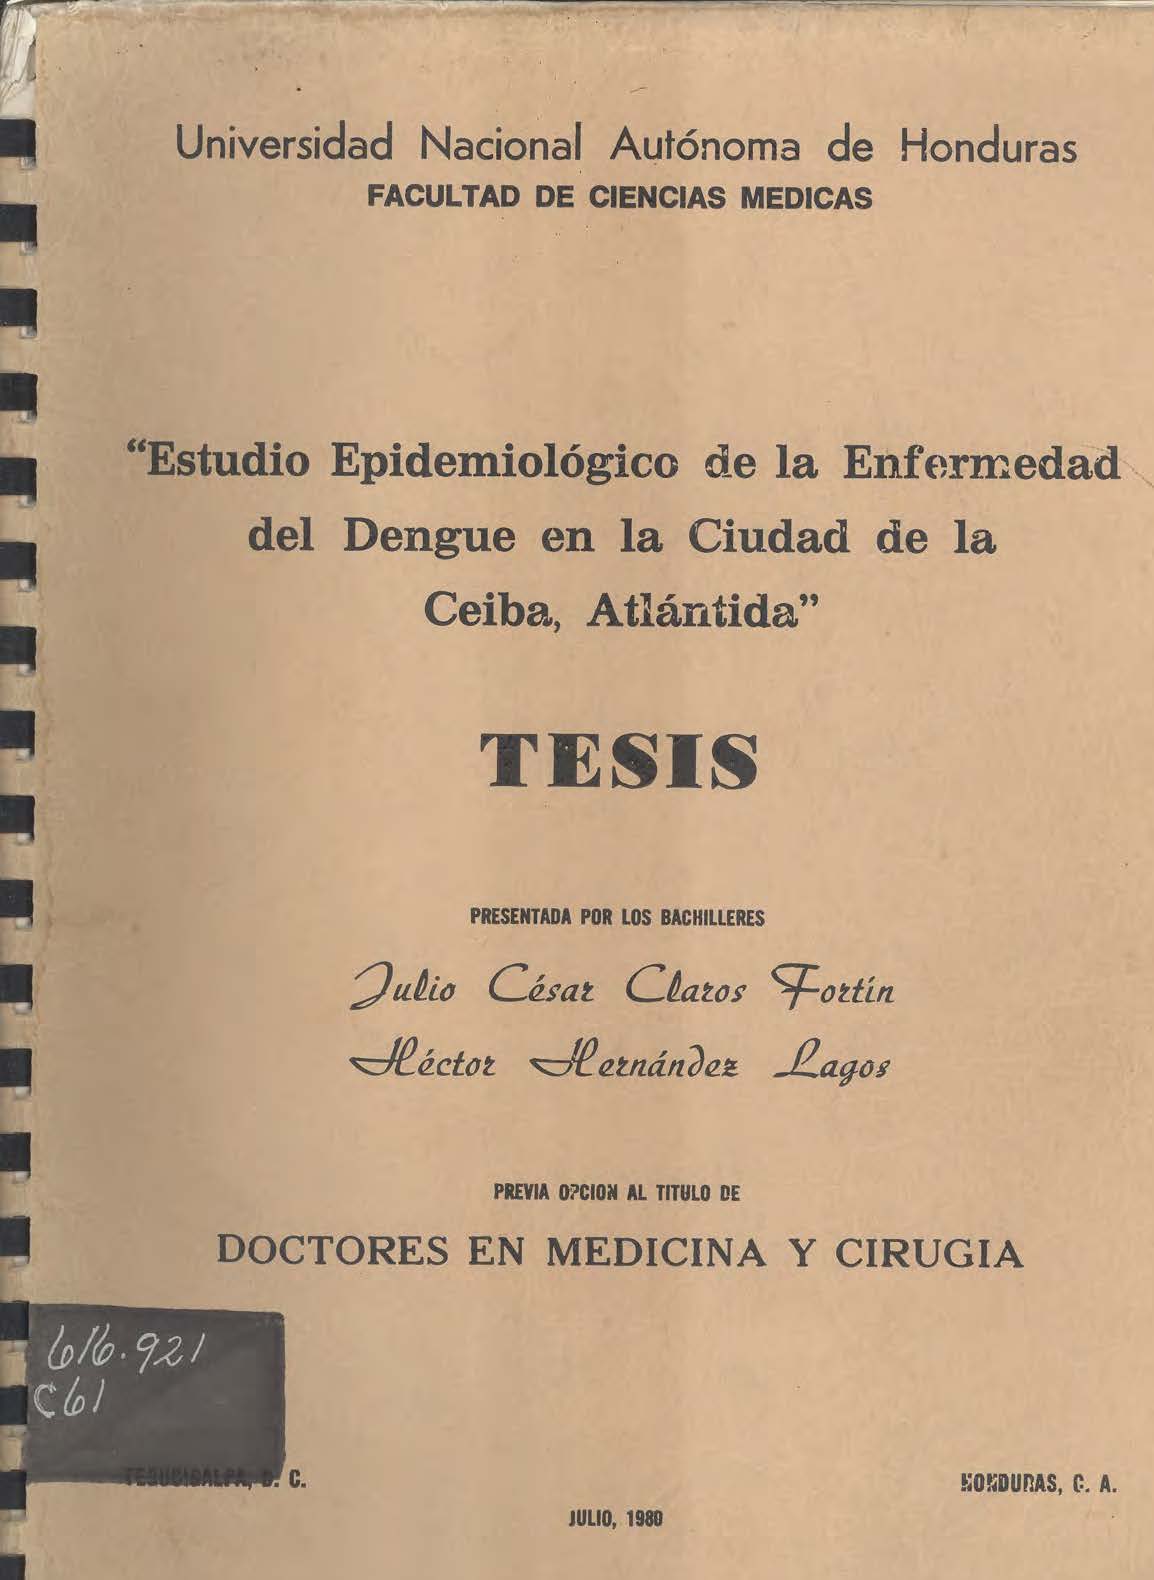 Universidad Nacional Autónoma de Honduras
FACULTAD DE CIENCIAS MEDICAS
“Estudio Epidemiológico de la Enfermedad
del Dengue en la Ciudad de la
Ceiba, Atlántida”
TESIS
PRESENTADA POR LOS BACHILLERES
Julio César Claros Fortín
Héctor Hernández Lagos
PREVIA OPCION AL TITULO DE
DOCTORES EN MEDICINA Y CIRUGIA
616.921
C61
TEGUCIGALPA, D. C.
HONDURAS, C. A.
JULIO, 1980